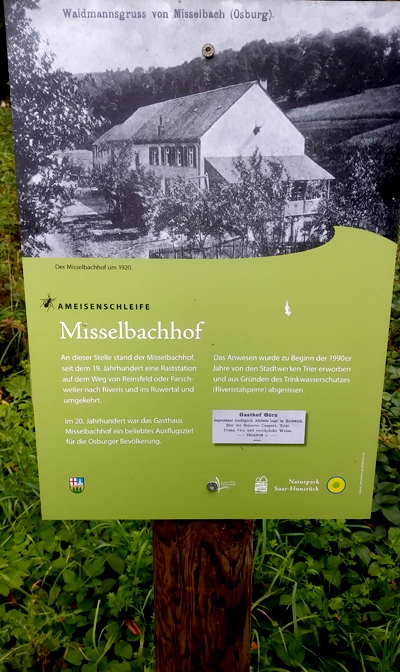 Waidmannsgruss von Misselbach (Osburg).
Der Misselbachhof um 1920.
AMEISENSCHLEIFE
Misselbachhof
An dieser Stelle stand der Misselbachhof,
seit dem 19. Jahrhundert eine Raststation
auf dem Weg von Reinsfeld oder Farsch-
weiler nach Riveris und ins Ruwertal und
umgekehrt.
Im 20. Jahrhundert war das Gasthaus
Misselbachhof ein beliebtes Ausflugsziel
für die Osburger Bevölkerung.
Das Anwesen wurde zu Beginn der 1990er
Jahre von den Stadtwerken Trier erworben
und aus Gründen des Trinkwasserschutzes
(Riveristalsperre) abgerissen.
Gasthof Görz
Naturpark
Saar-Hunsrück